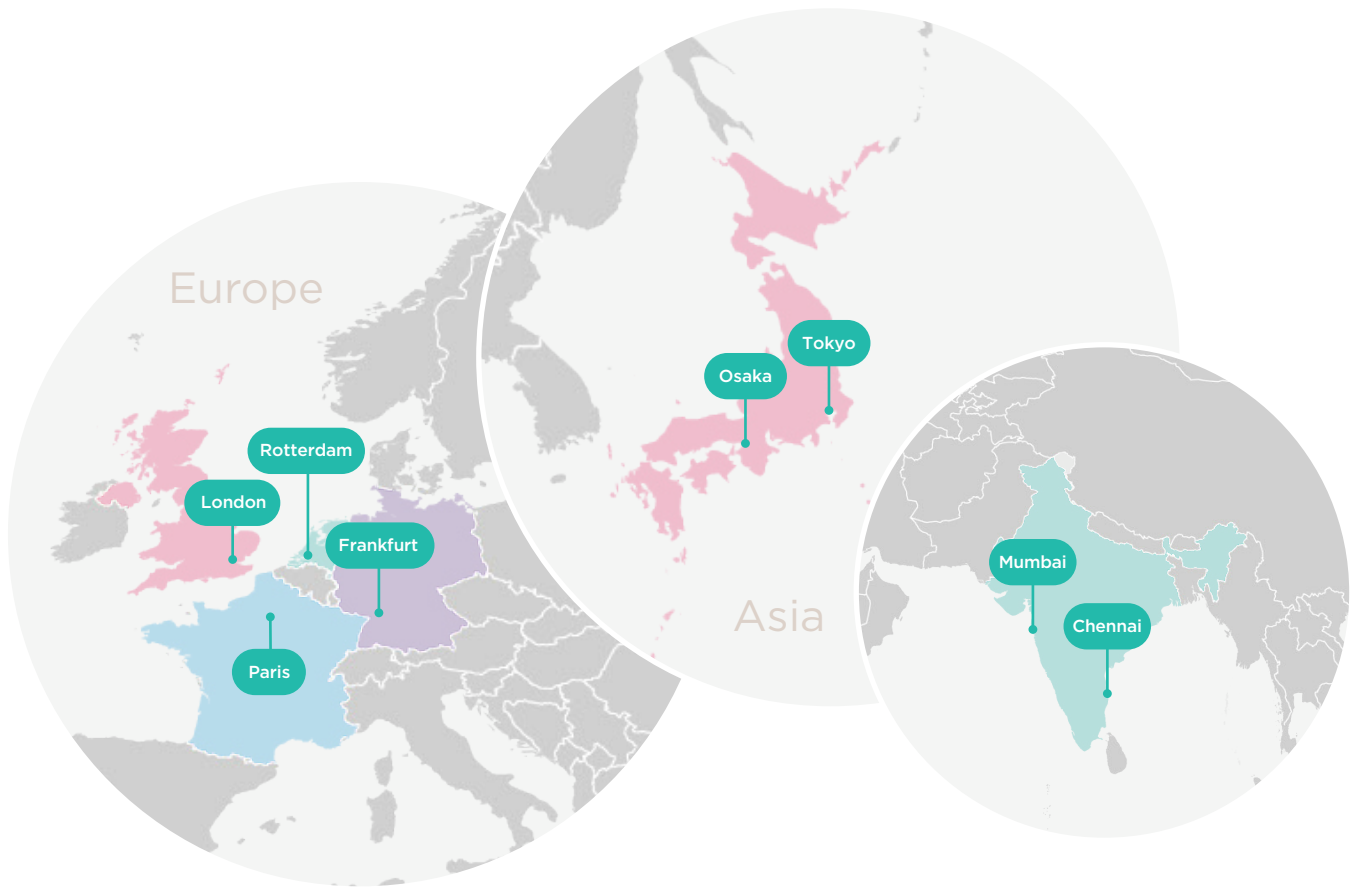 Europe
Rotterdam
London
Frankfurt
Paris
Tokyo
Osaka
Asia
Mumbai
Chennai